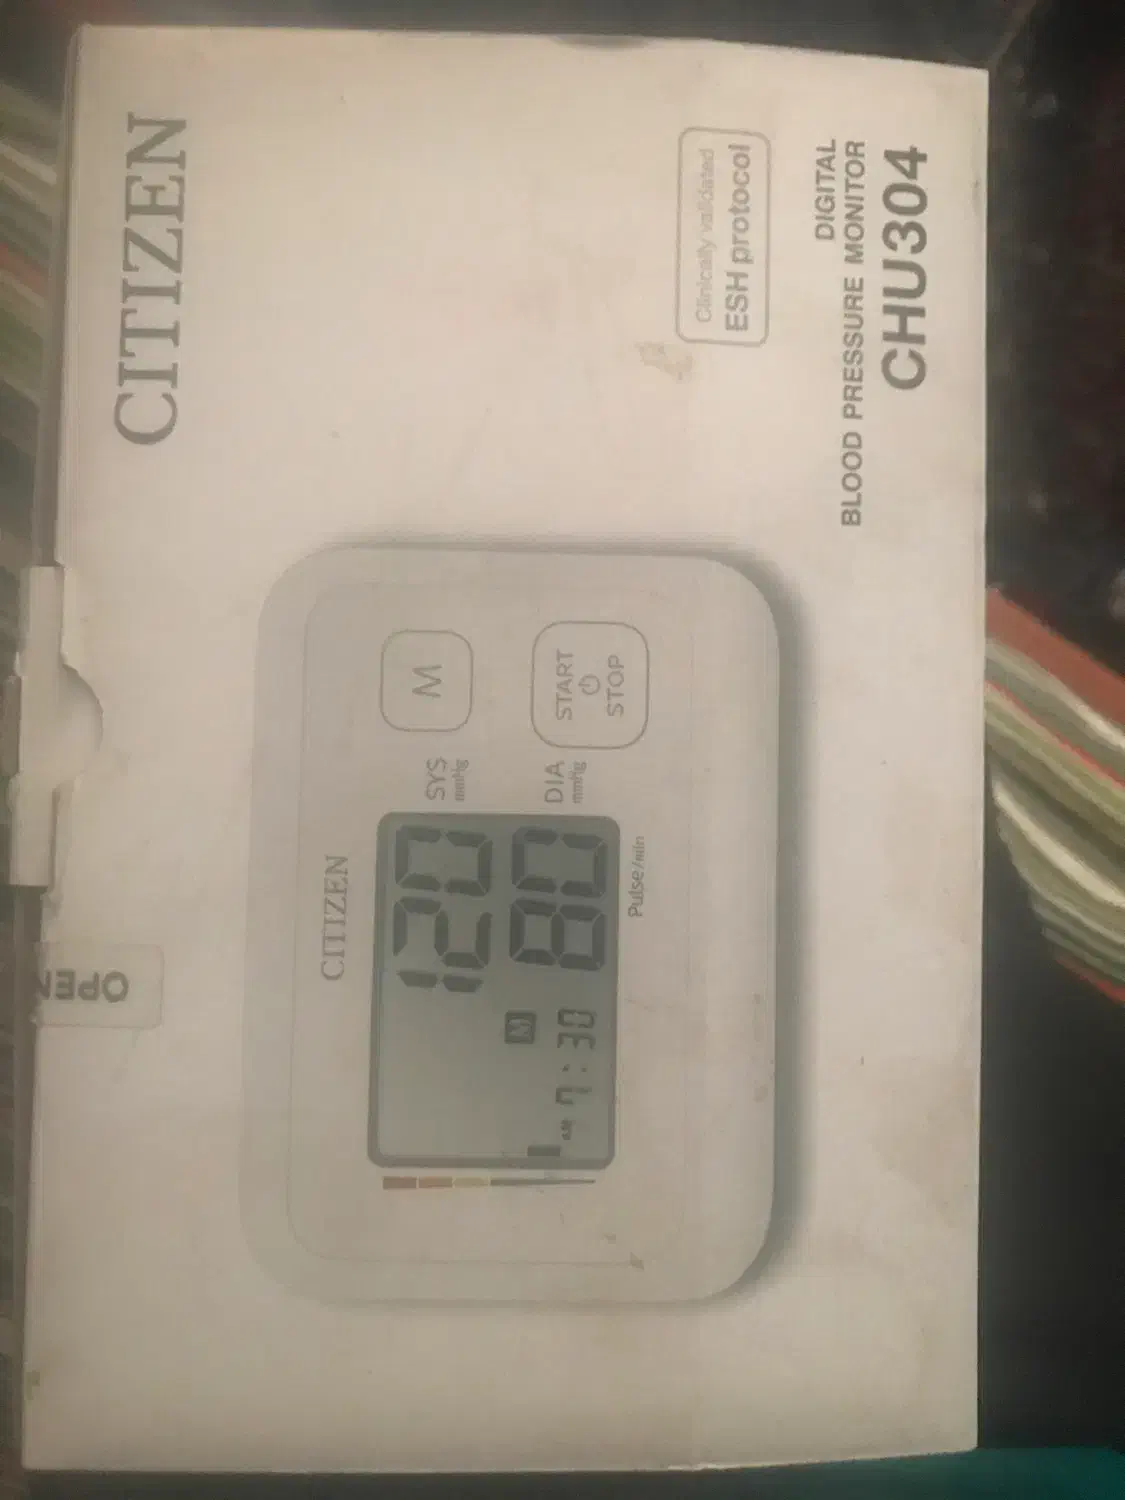 CITIZEN
Clinically validated
ESH protocol
DIGITAL
BLOOD PRESSURE MONITOR
CHU304
CITIZEN
120
SYS
mmHg
M
M
80
DIA
mmHg
START
STOP
AM 7:30
Pulse/min
OPEN